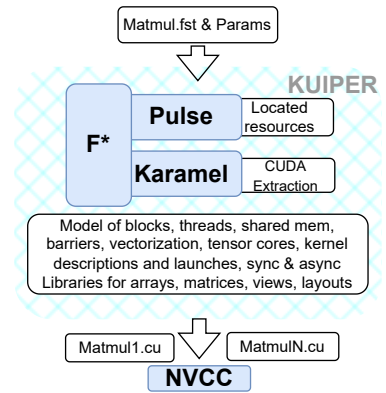 Matmul.fst & Params
KUIPER
F*
Pulse
Located
resources
Karamel
CUDA
Extraction
Model of blocks, threads, shared mem,
barriers, vectorization, tensor cores, kernel
descriptions and launches, sync & async
Libraries for arrays, matrices, views, layouts
Matmul1.cu
MatmulN.cu
NVCC